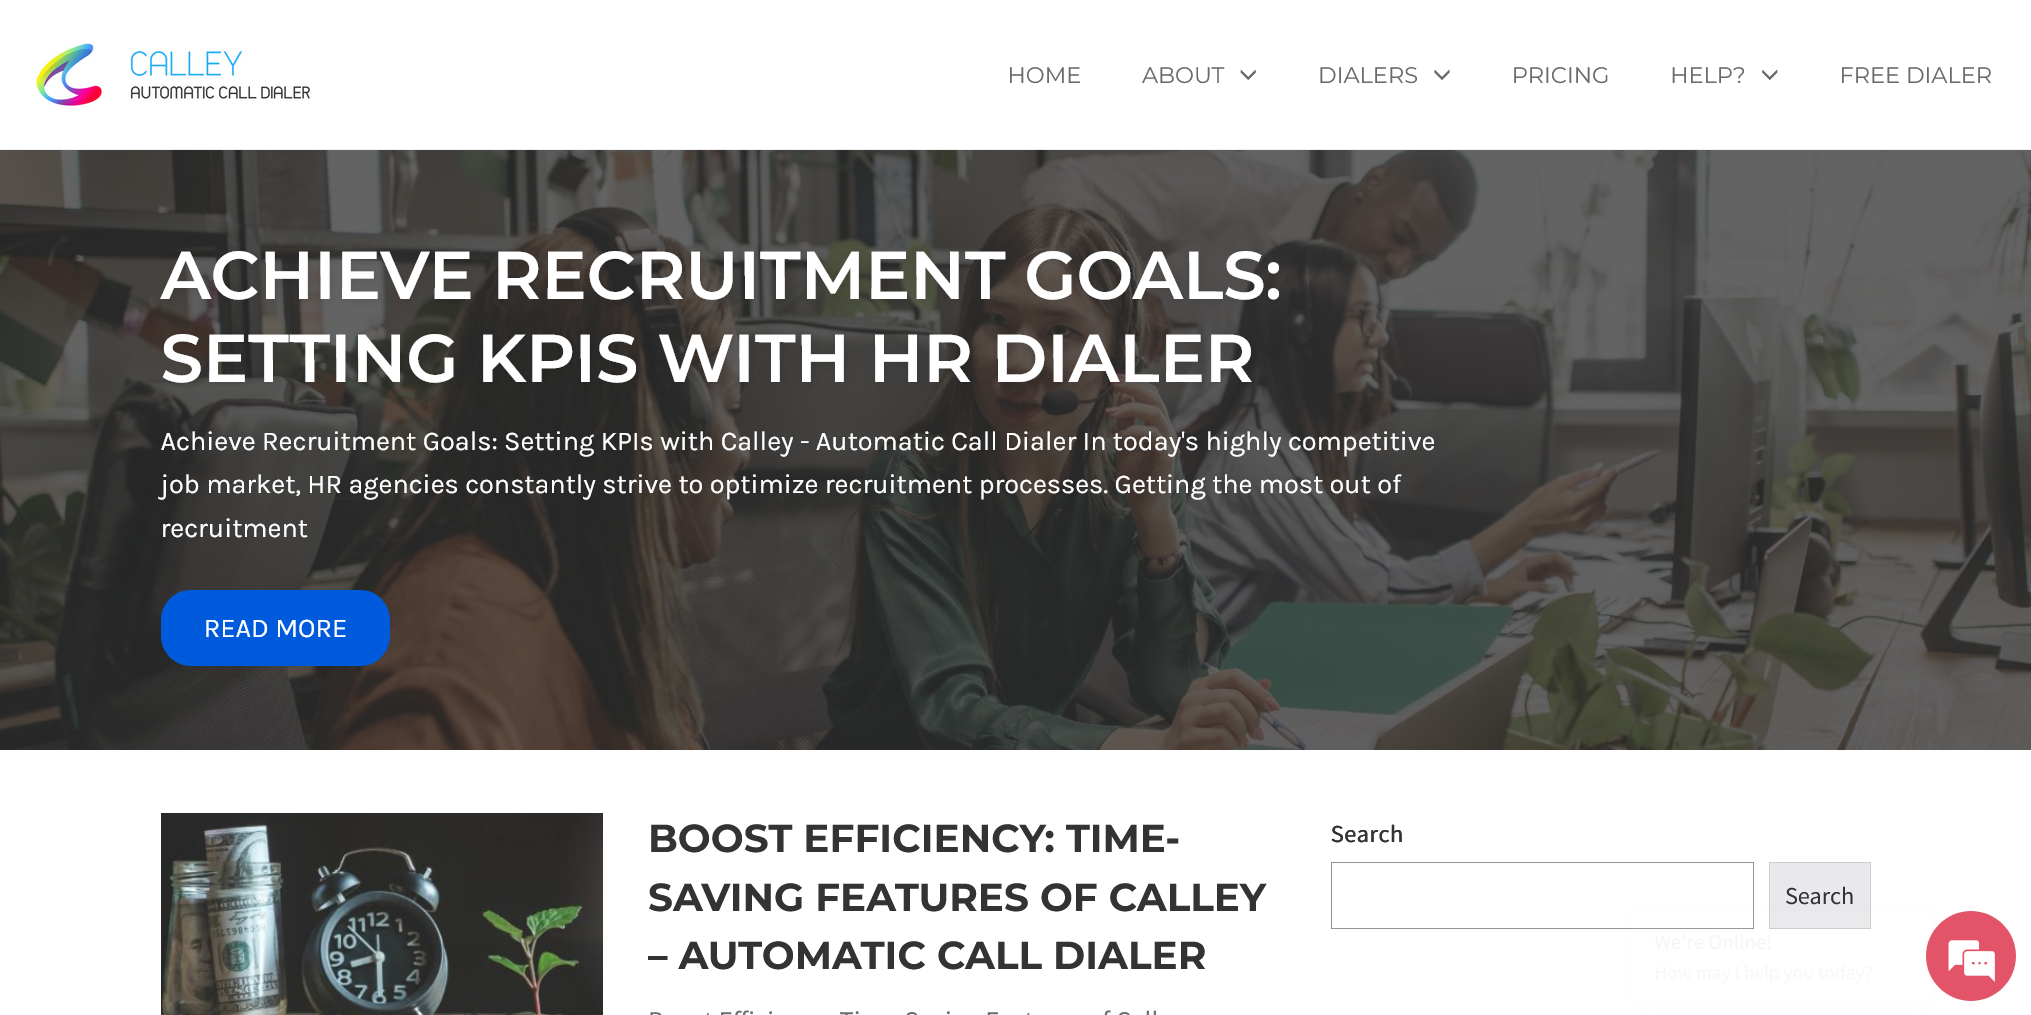 CALLEY
AUTOMATIC CALL DIALER
HOME
ABOUT
DIALERS
PRICING
HELP?
FREE DIALER
ACHIEVE RECRUITMENT GOALS:
SETTING KPIS WITH HR DIALER
Achieve Recruitment Goals: Setting KPIs with Calley - Automatic Call Dialer In today's highly competitive
job market, HR agencies constantly strive to optimize recruitment processes. Getting the most out of
recruitment
READ MORE
BOOST EFFICIENCY: TIME-
SAVING FEATURES OF CALLEY
– AUTOMATIC CALL DIALER
Search
Search
We're Online!
How may I help you today?